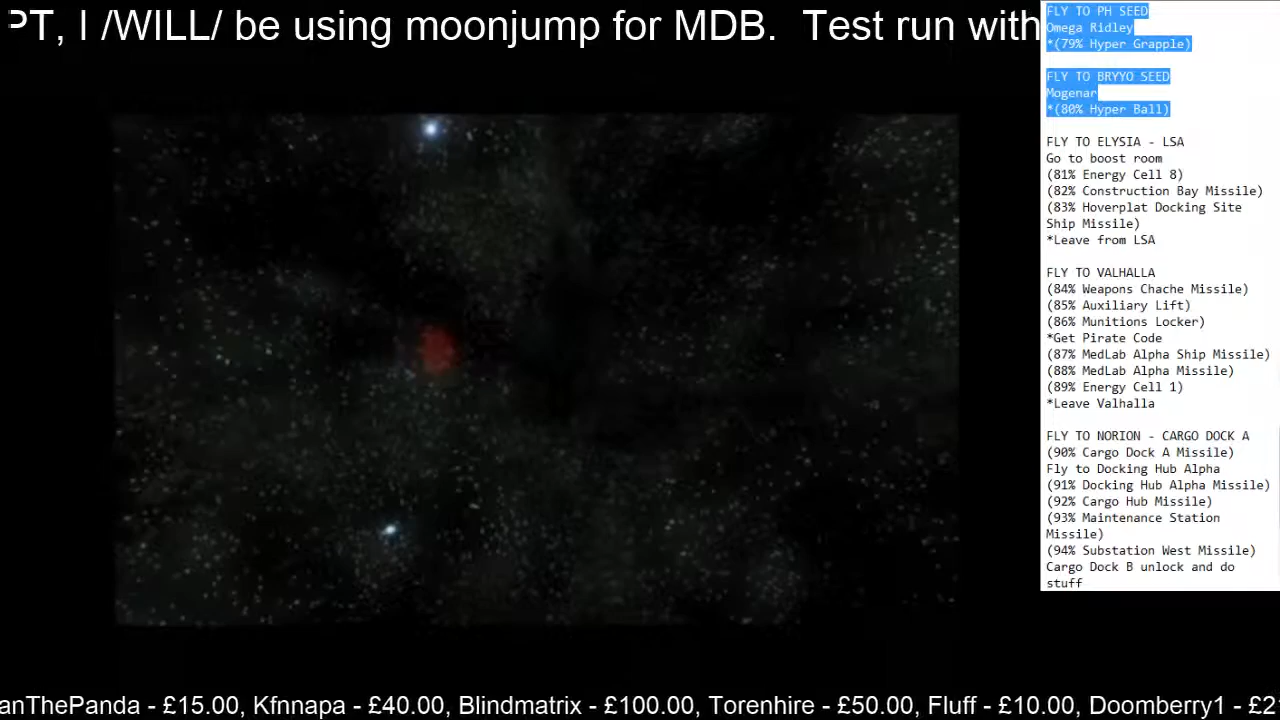 PT, I /WILL/ be using moonjump for MDB. Test run with
FLY TO PH SEED
Omega Ridley
*(79% Hyper Grapple)
FLY TO BRYYO SEED
Mogenar
*(80% Hyper Ball)
FLY TO ELYSIA - LSA
Go to boost room
(81% Energy Cell 8)
(82% Construction Bay Missile)
(83% Hoverplat Docking Site
Ship Missile)
*Leave from LSA
FLY TO VALHALLA
(84% Weapons Chache Missile)
(85% Auxiliary Lift)
(86% Munitions Locker)
*Get Pirate Code
(87% MedLab Alpha Ship Missile)
(88% MedLab Alpha Missile)
(89% Energy Cell 1)
*Leave Valhalla
FLY TO NORION - CARGO DOCK A
(90% Cargo Dock A Missile)
Fly to Docking Hub Alpha
(91% Docking Hub Alpha Missile)
(92% Cargo Hub Missile)
(93% Maintenance Station
Missile)
(94% Substation West Missile)
Cargo Dock B unlock and do
stuff
anThePanda - £15.00, Kfnnapa - £40.00, Blindmatrix - £100.00, Torenhire - £50.00, Fluff - £10.00, Doomberry1 - £2